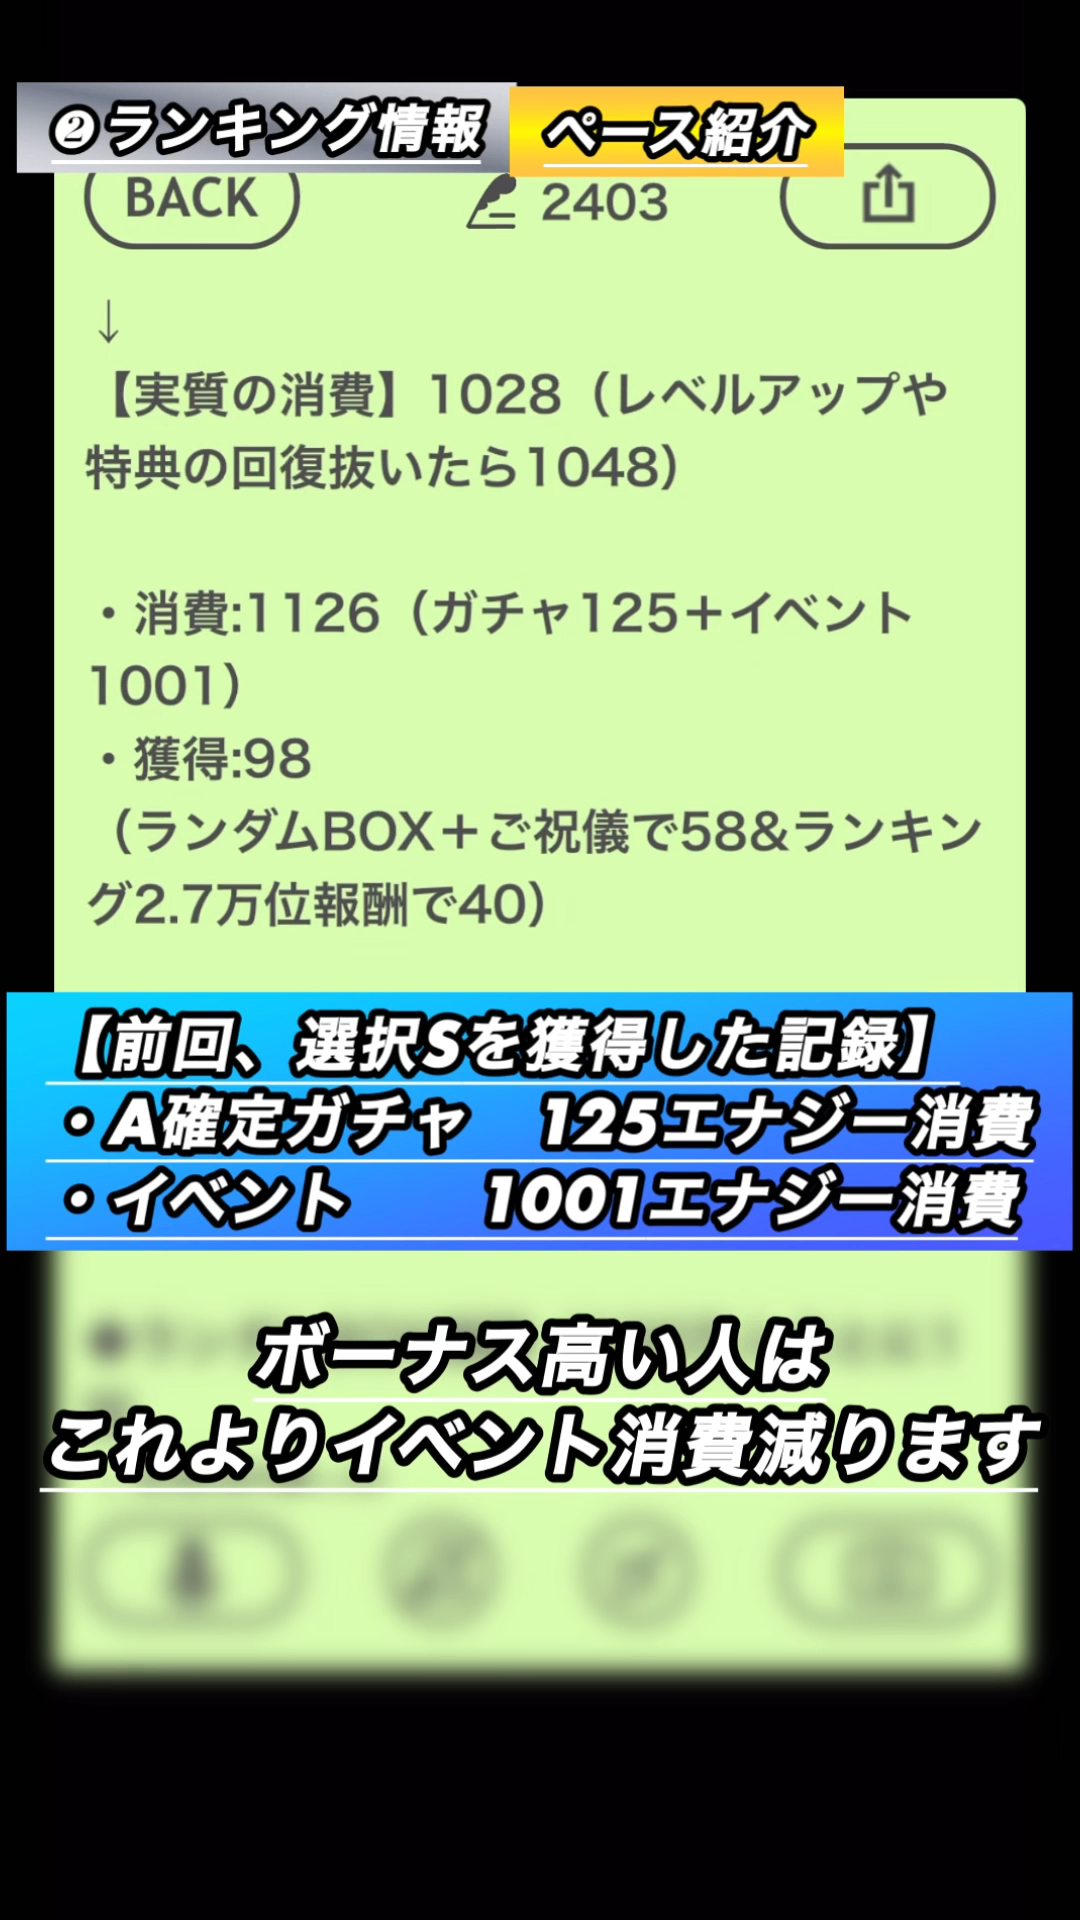 ❷ランキング情報
ペース紹介
BACK
2403
↓
【実質の消費】1028（レベルアップや
特典の回復抜いたら1048）
・消費:1126（ガチャ125＋イベント
1001）
・獲得:98
（ランダムBOX＋ご祝儀で58&ランキン
グ2.7万位報酬で40）
【前回、選択Sを獲得した記録】
・A確定ガチャ　125エナジー消費
・イベント　　1001エナジー消費
ボーナス高い人は
これよりイベント消費減ります